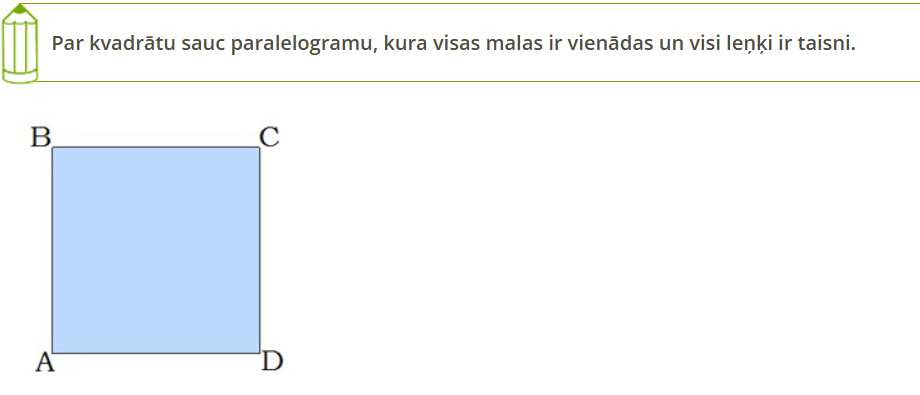 Par kvadrātu sauc paralelogramu, kura visas malas ir vienādas un visi leņķi ir taisni.
B C
A D